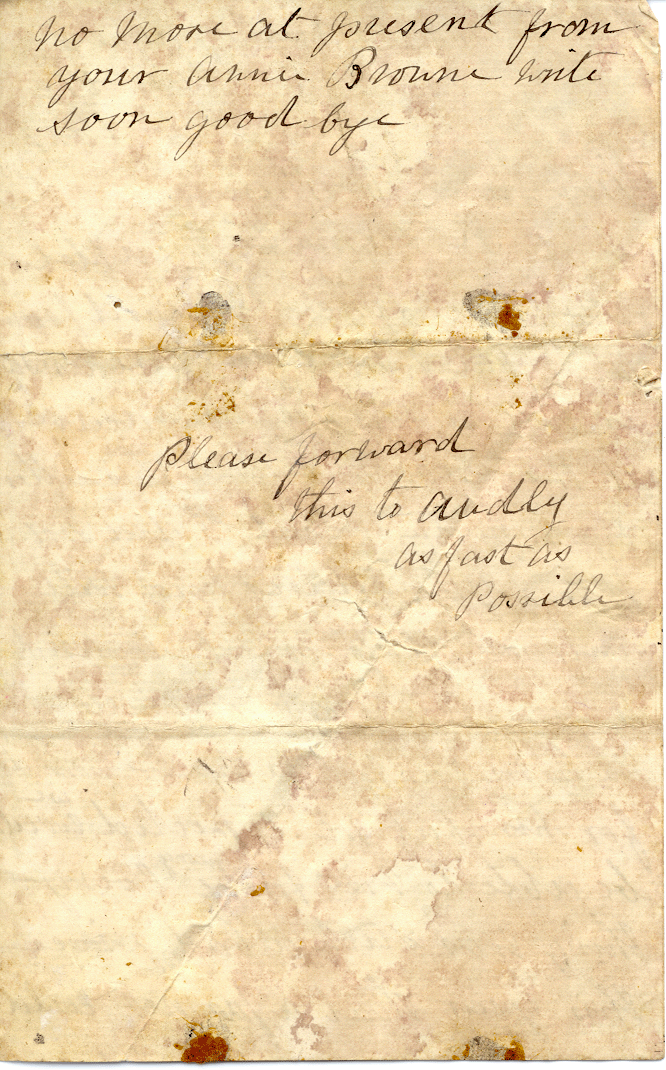 no more at present from
your annie Browne write
soon good bye
Please forward
this to audly
as fast as
Possible